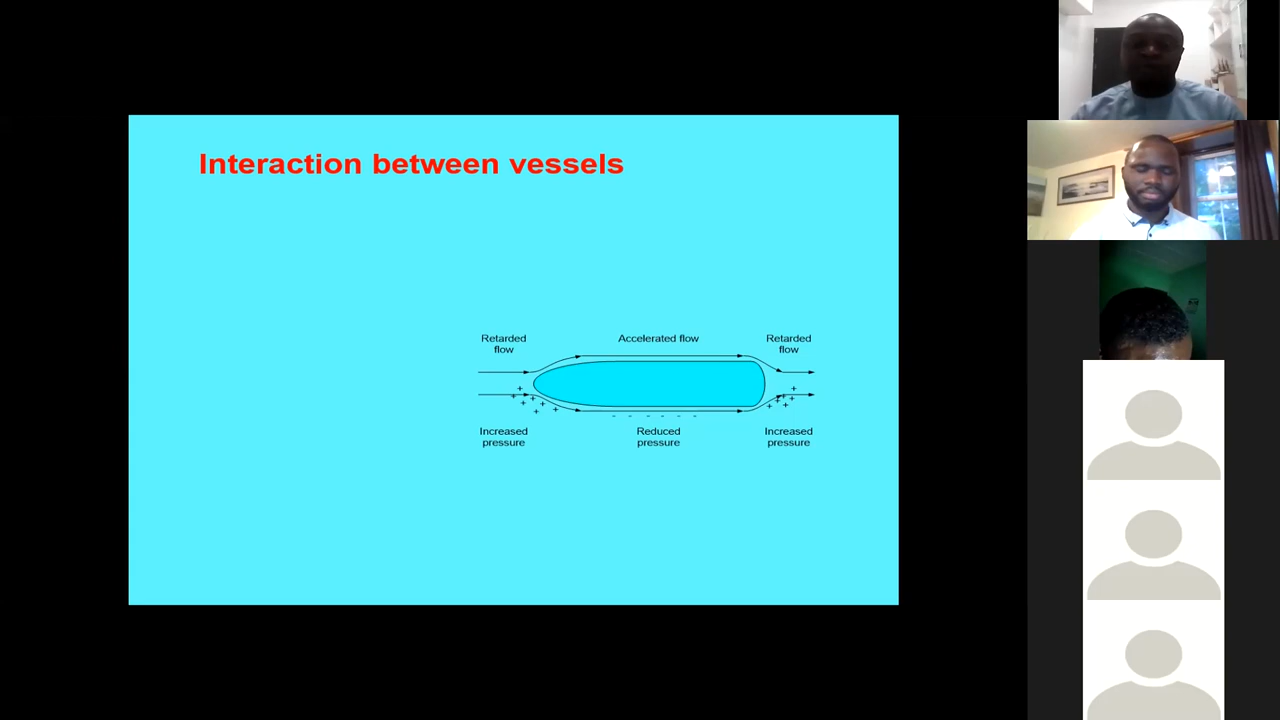 Interaction between vessels
Retarded
flow
Accelerated flow
Retarded
flow
Increased
pressure
Reduced
pressure
Increased
pressure